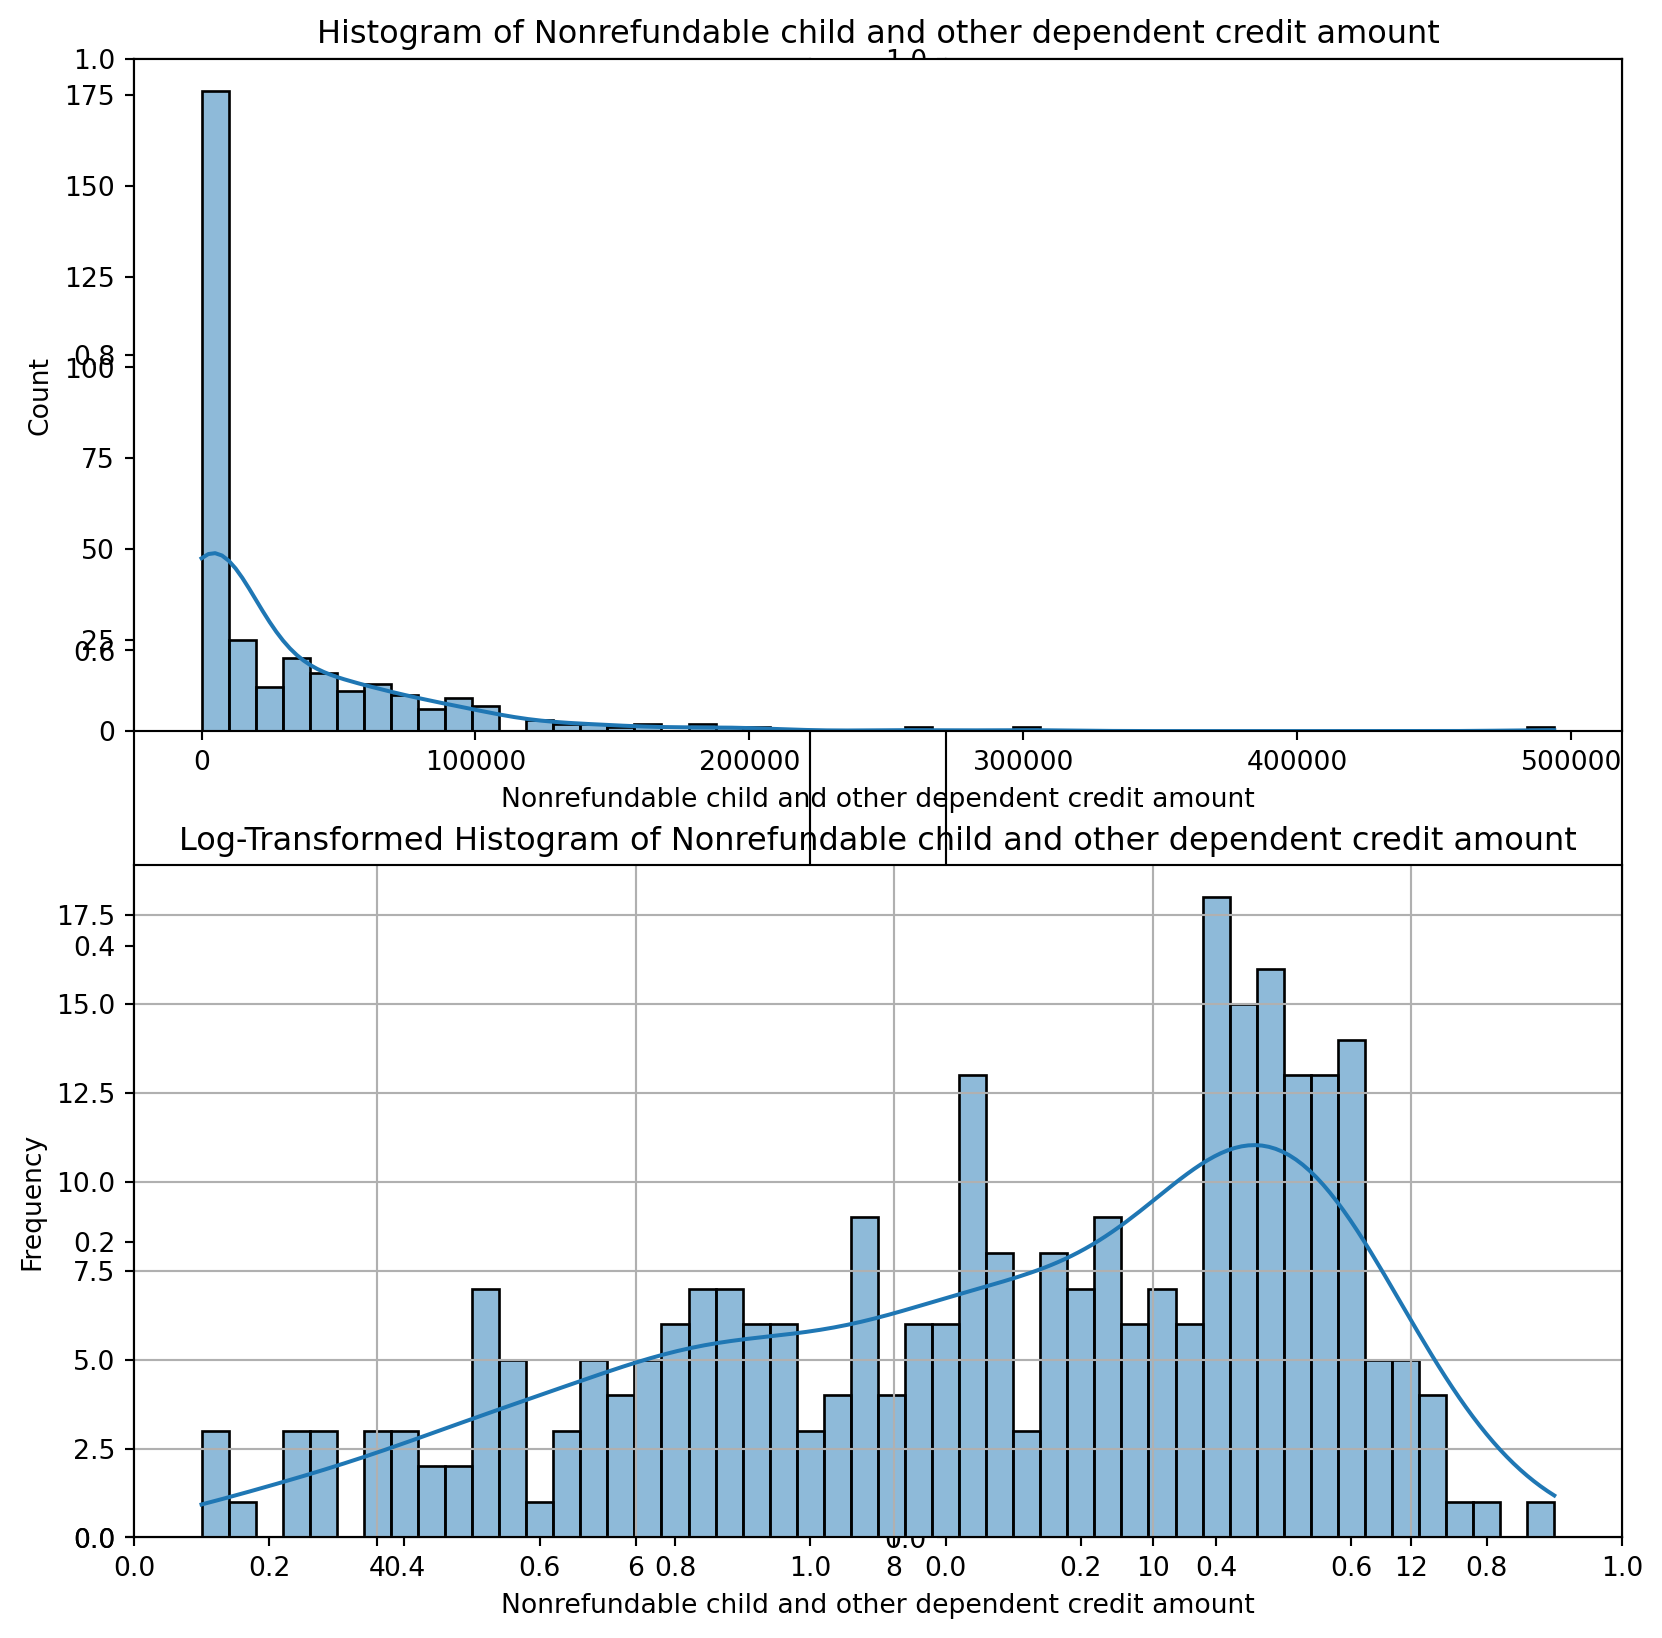 Histogram of Nonrefundable child and other dependent credit amount
1.0
1.0
175
150
125
0.8
100
Count
75
50
25
0.6
0
0 100000 200000 300000 400000 500000
Nonrefundable child and other dependent credit amount
Log-Transformed Histogram of Nonrefundable child and other dependent credit amount
17.5
0.4
15.0
12.5
Frequency
10.0
0.2
7.5
5.0
2.5
0.0
0.0
0.0 0.2 4 0.4 0.6 6 0.8 1.0 8 0.0 0.2 10 0.4 0.6 12 0.8 1.0
Nonrefundable child and other dependent credit amount